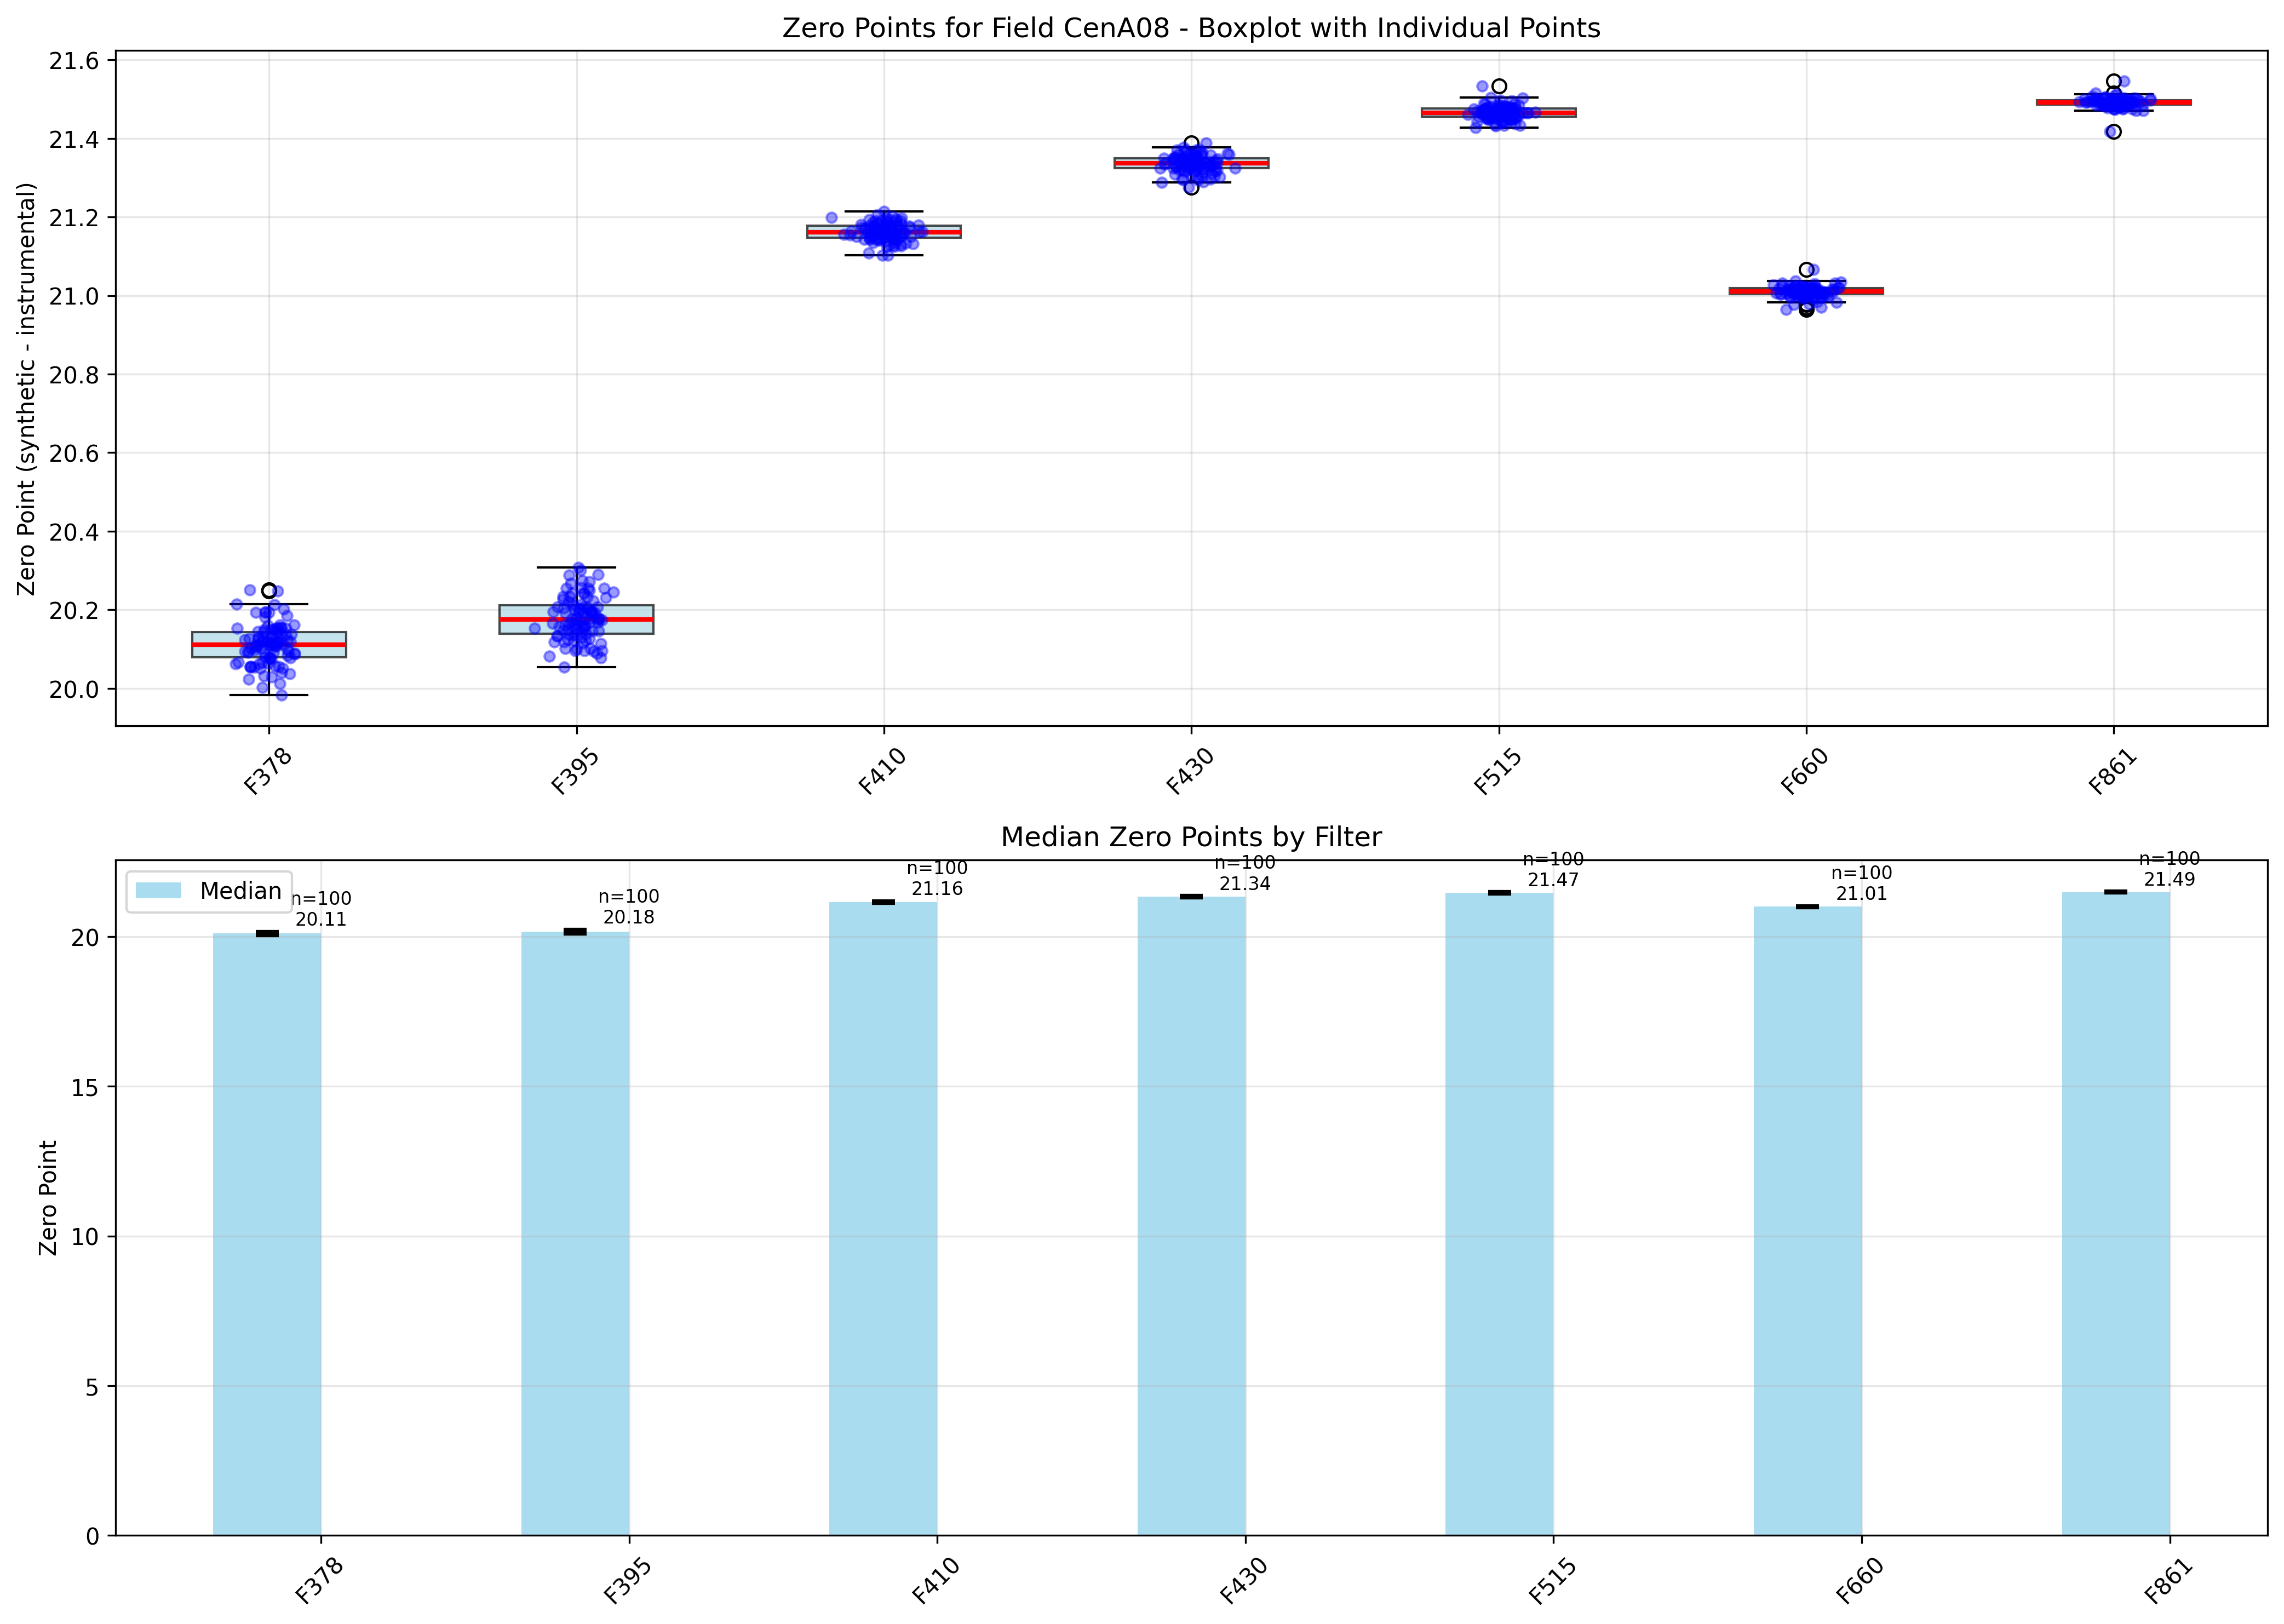 Zero Points for Field CenA08 - Boxplot with Individual Points
Zero Point (synthetic - instrumental)
21.6
21.4
21.2
21.0
20.8
20.6
20.4
20.2
20.0
F378
F395
F410
F430
F515
F660
F861
Median Zero Points by Filter
Median
n=100
20.11
n=100
20.18
n=100
21.16
n=100
21.34
n=100
21.47
n=100
21.01
n=100
21.49
Zero Point
20
15
10
5
0
F378
F395
F410
F430
F515
F660
F861